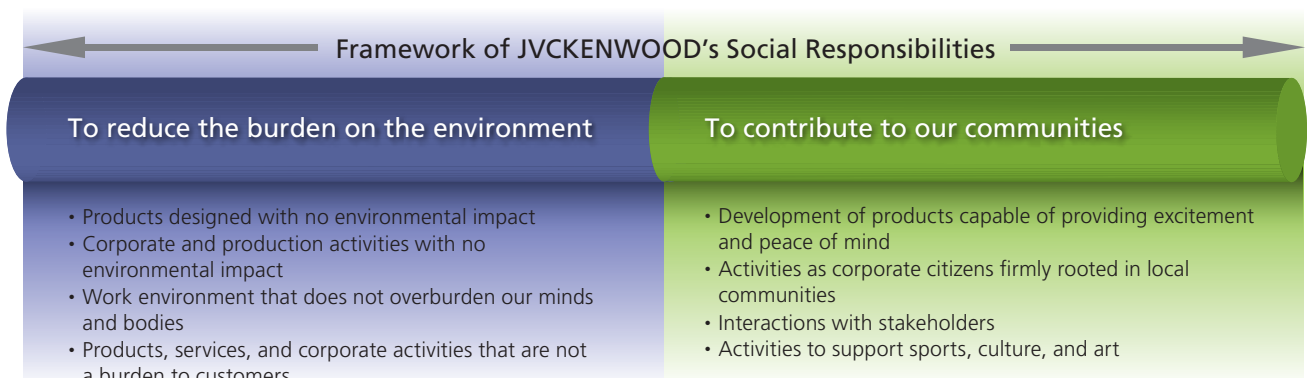 Framework of JVCKENWOOD's Social Responsibilities
To reduce the burden on the environment
• Products designed with no environmental impact
• Corporate and production activities with no
environmental impact
• Work environment that does not overburden our minds
and bodies
• Products, services, and corporate activities that are not
a burden to customers
To contribute to our communities
• Development of products capable of providing excitement
and peace of mind
• Activities as corporate citizens firmly rooted in local
communities
• Interactions with stakeholders
• Activities to support sports, culture, and art